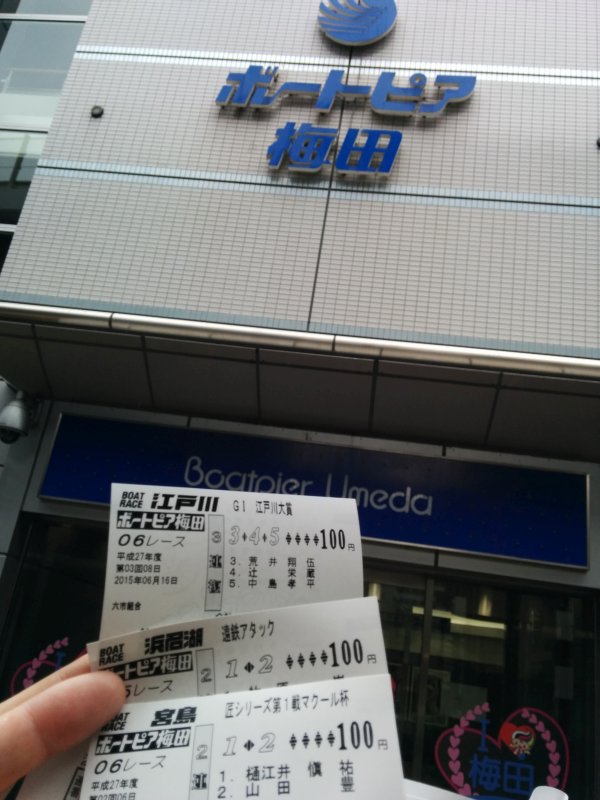 ボートピア
梅田
Boatpier Umeda
BOAT RACE 江戸川 GI 江戸川大賞
ボートピア梅田
06レース
3 3 4 5 100円
平成27年度
第03回08日
2015年06月16日
3. 荒井 翔伍
4. 辻 栄蔵
5. 中島 孝平
六市組合
BOAT RACE 浜名湖 遠鉄アタック
ボートピア梅田
2 1 2 100円
レース
BOAT RACE 宮島 匠シリーズ第1戦マクール杯
ボートピア梅田
06レース
2 1 2 100円
平成27年度
1. 樋江井 慎祐
2. 山田 豊
梅田